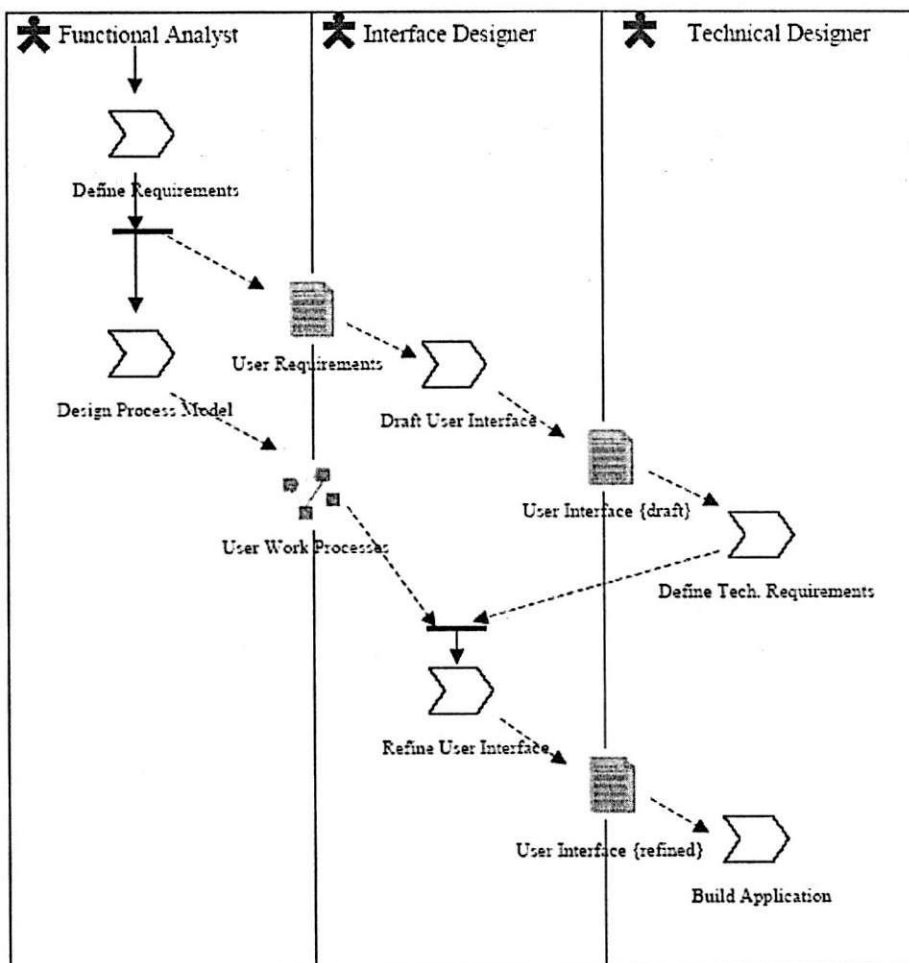 Functional Analyst
Interface Designer
Technical Designer
Define Requirements
User Requirements
Design Process Model
Draft User Interface
User Interface {draft}
User Work Processes
Define Tech. Requirements
Refine User Interface
User Interface {refined}
Build Application